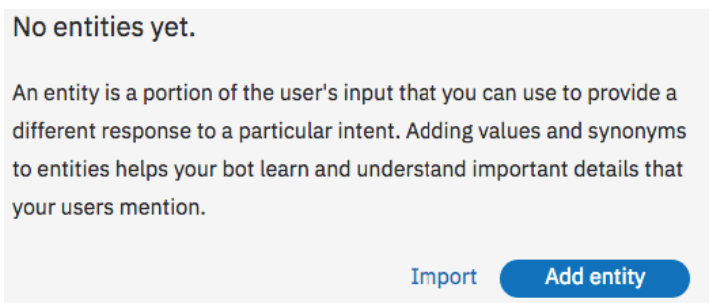 No entities yet.
An entity is a portion of the user's input that you can use to provide a
different response to a particular intent. Adding values and synonyms
to entities helps your bot learn and understand important details that
your users mention.
Import Add entity